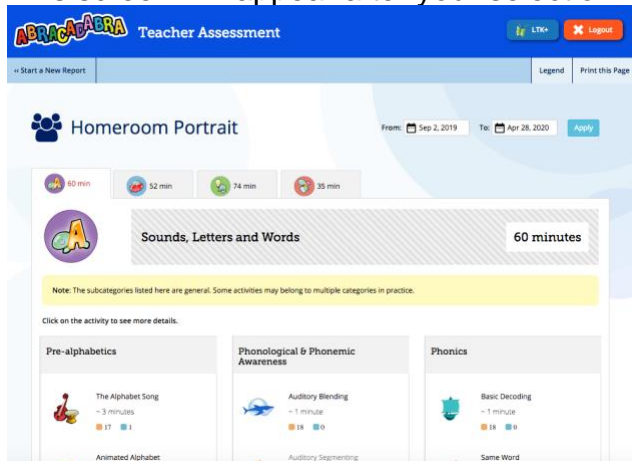 ABRACADABRA Teacher Assessment
LTK+
Logout
‹‹ Start a New Report
Legend
Print this Page
Homeroom Portrait
From: Sep 2, 2019 To: Apr 28, 2020 Apply
60 min 52 min 74 min 35 min
Sounds, Letters and Words 60 minutes
Note: The subcategories listed here are general. Some activities may belong to multiple categories in practice.
Click on the activity to see more details.
Pre-alphabetics
The Alphabet Song
~ 3 minutes
17 1
Animated Alphabet
Phonological & Phonemic
Awareness
Auditory Blending
~ 1 minute
18 0
Auditory Segmenting
Phonics
Basic Decoding
~ 1 minute
18 0
Same Word